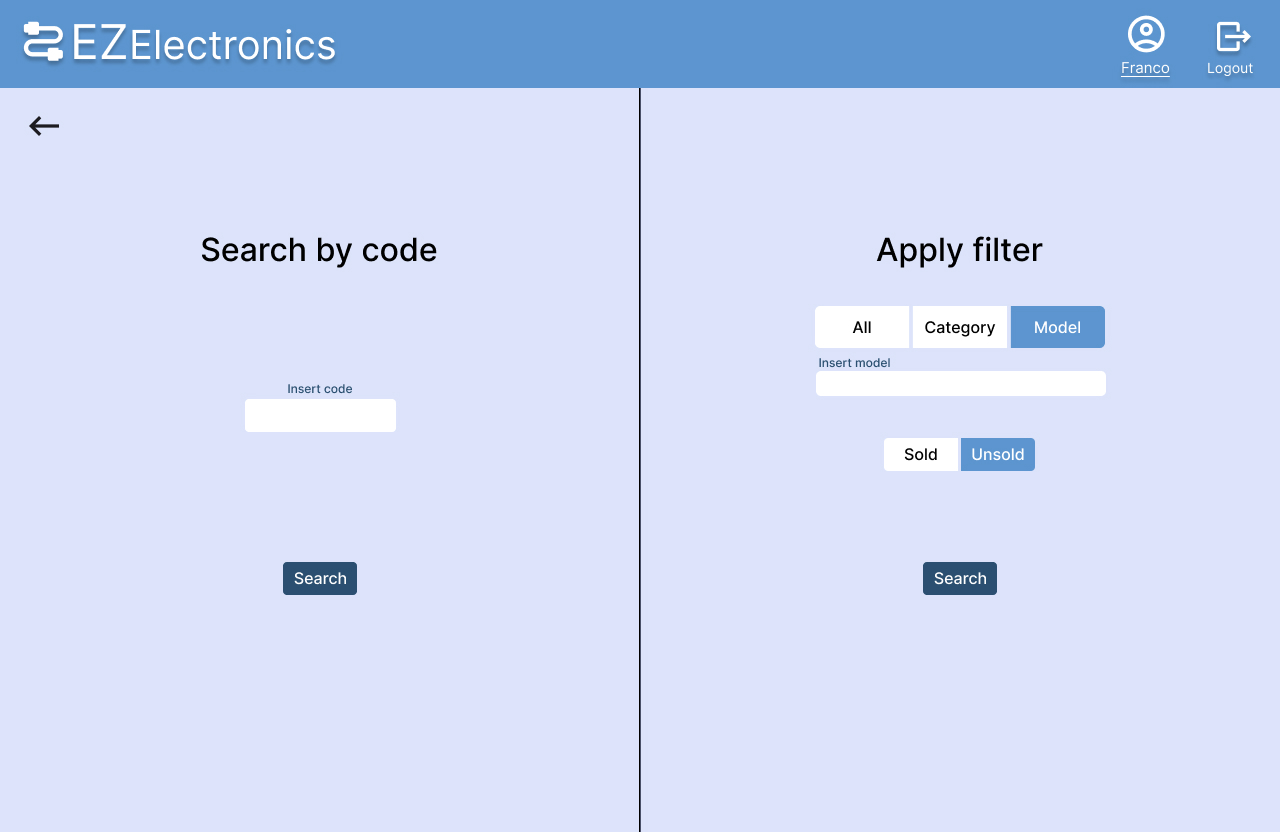 EZElectronics
Franco
Logout
Search by code
Insert code
Search
Apply filter
All Category Model
Insert model
Sold Unsold
Search